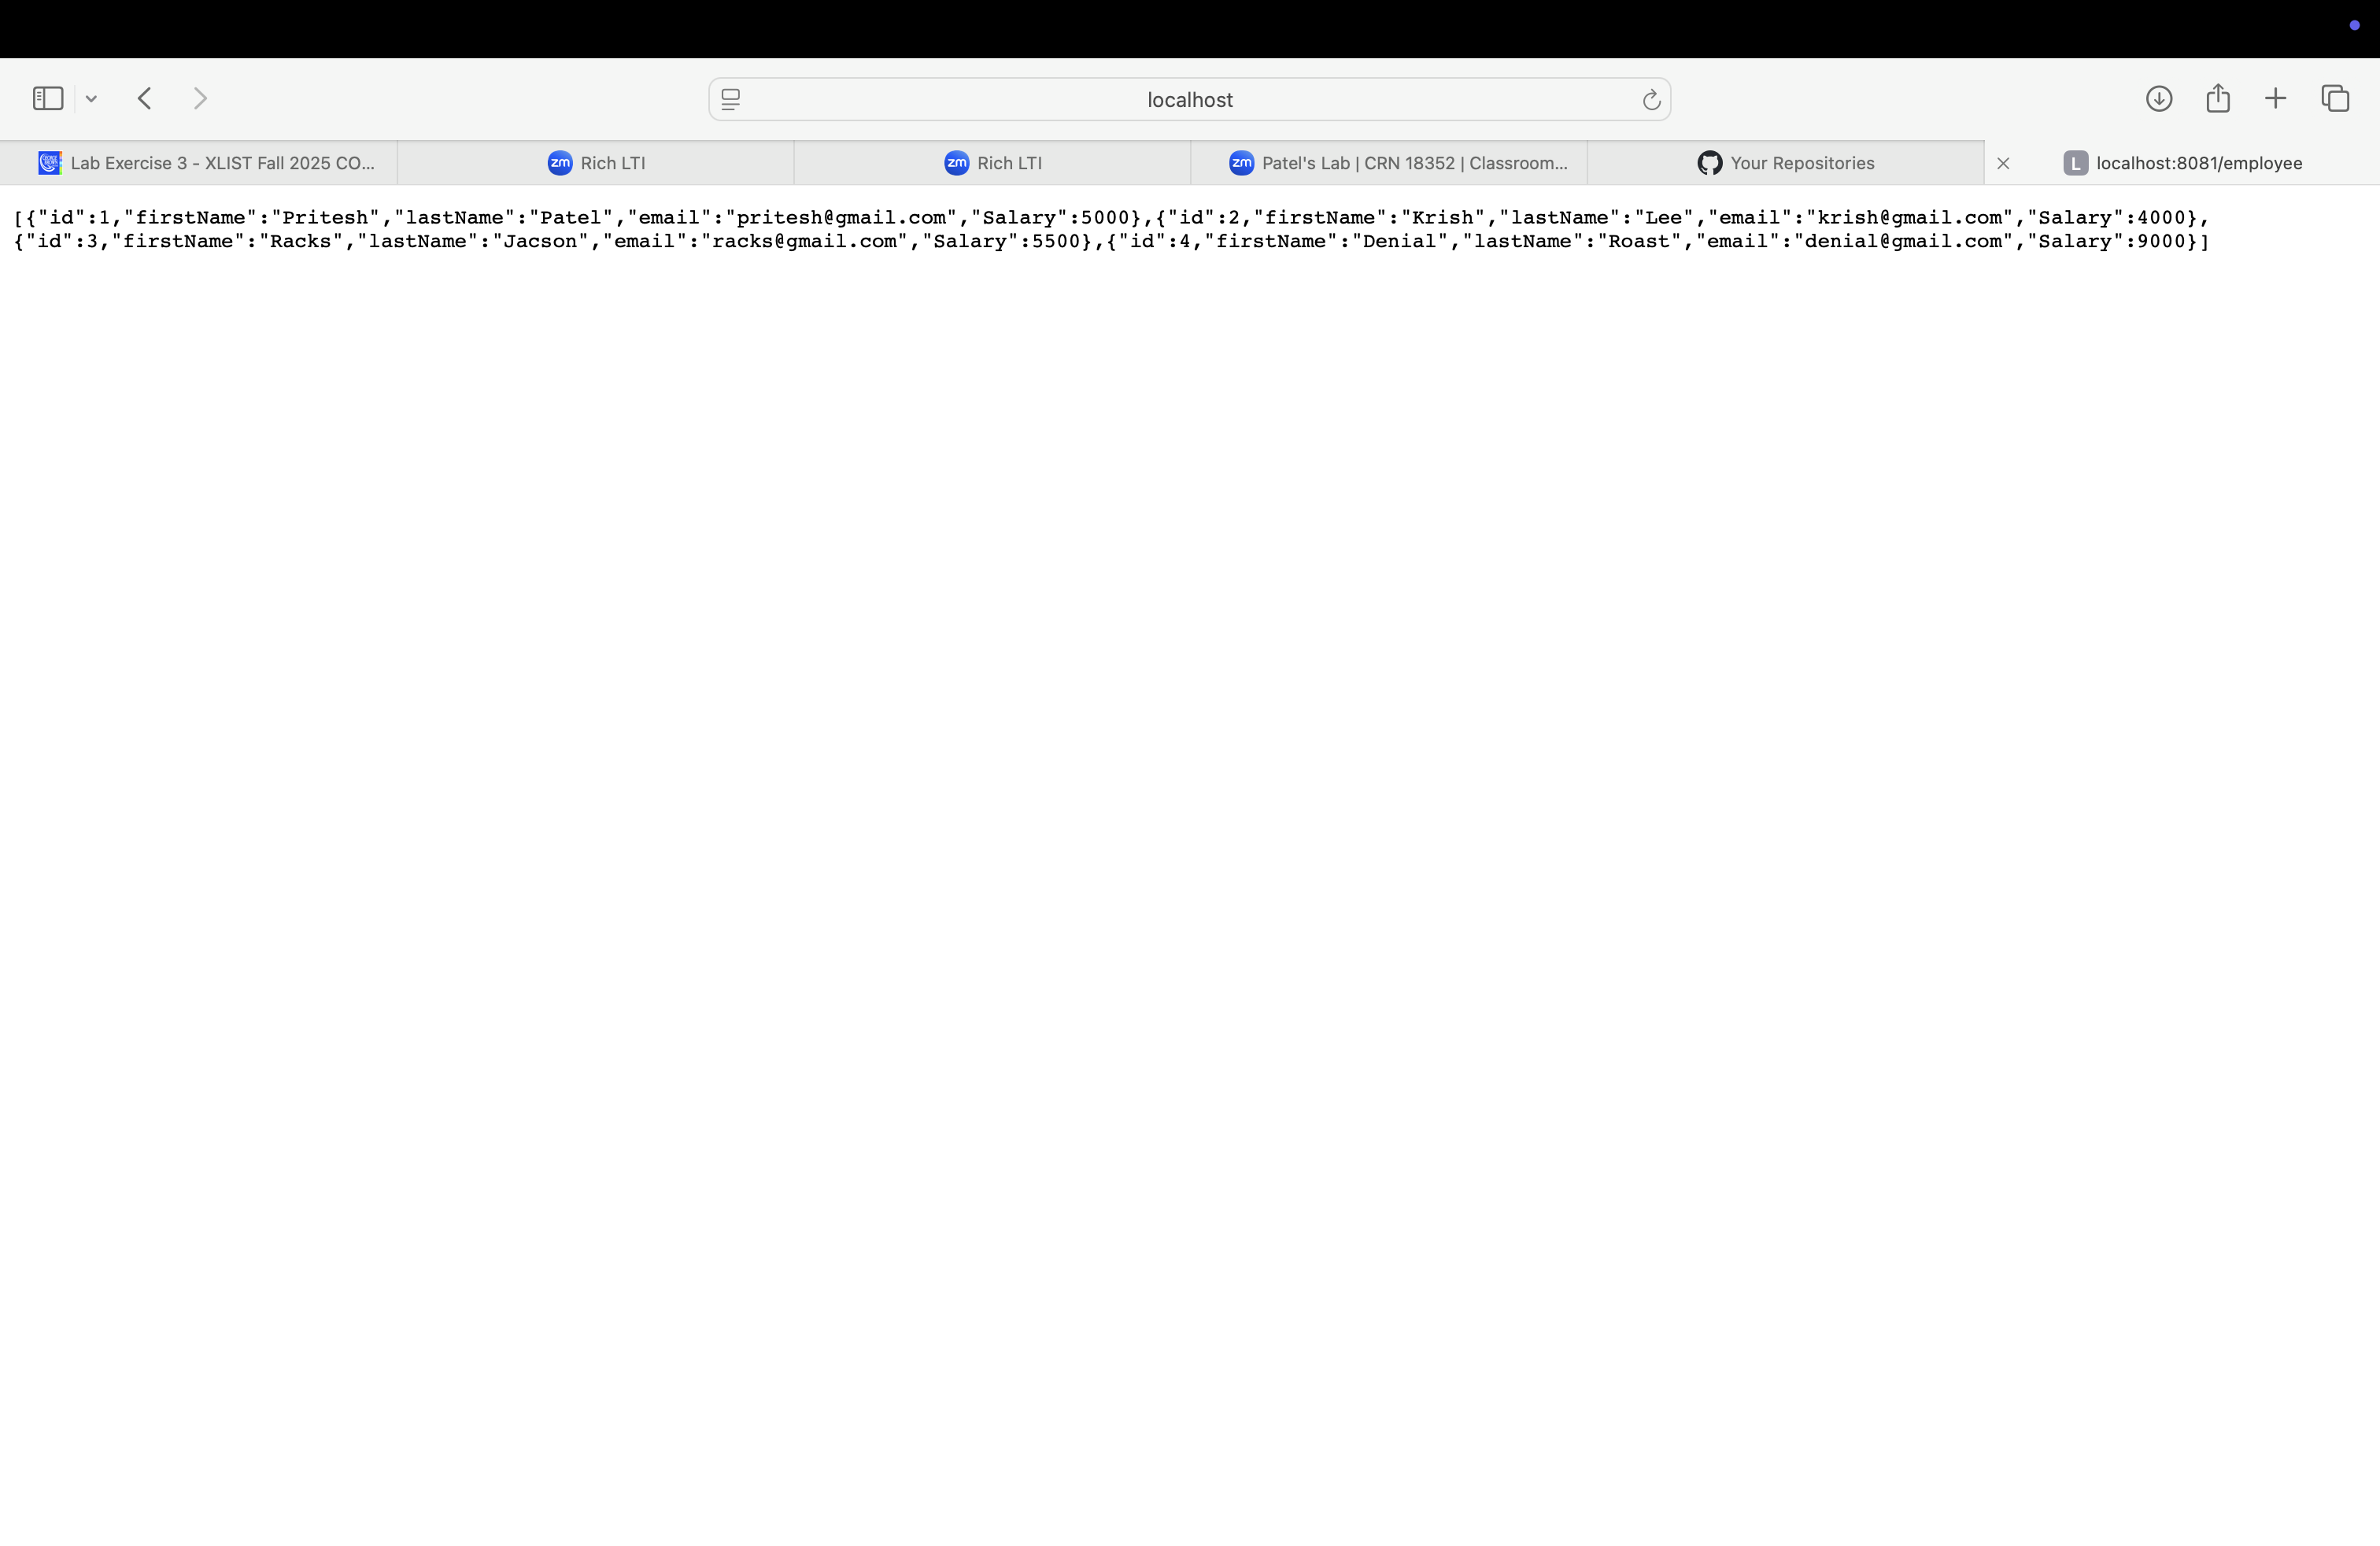 localhost
Lab Exercise 3 - XLIST Fall 2025 CO...
zm Rich LTI
zm Rich LTI
zm Patel's Lab | CRN 18352 | Classroom...
Your Repositories
L localhost:8081/employee
[{"id":1,"firstName":"Pritesh","lastName":"Patel","email":"pritesh@gmail.com","Salary":5000},{"id":2,"firstName":"Krish","lastName":"Lee","email":"krish@gmail.com","Salary":4000},
{"id":3,"firstName":"Racks","lastName":"Jacson","email":"racks@gmail.com","Salary":5500},{"id":4,"firstName":"Denial","lastName":"Roast","email":"denial@gmail.com","Salary":9000}]